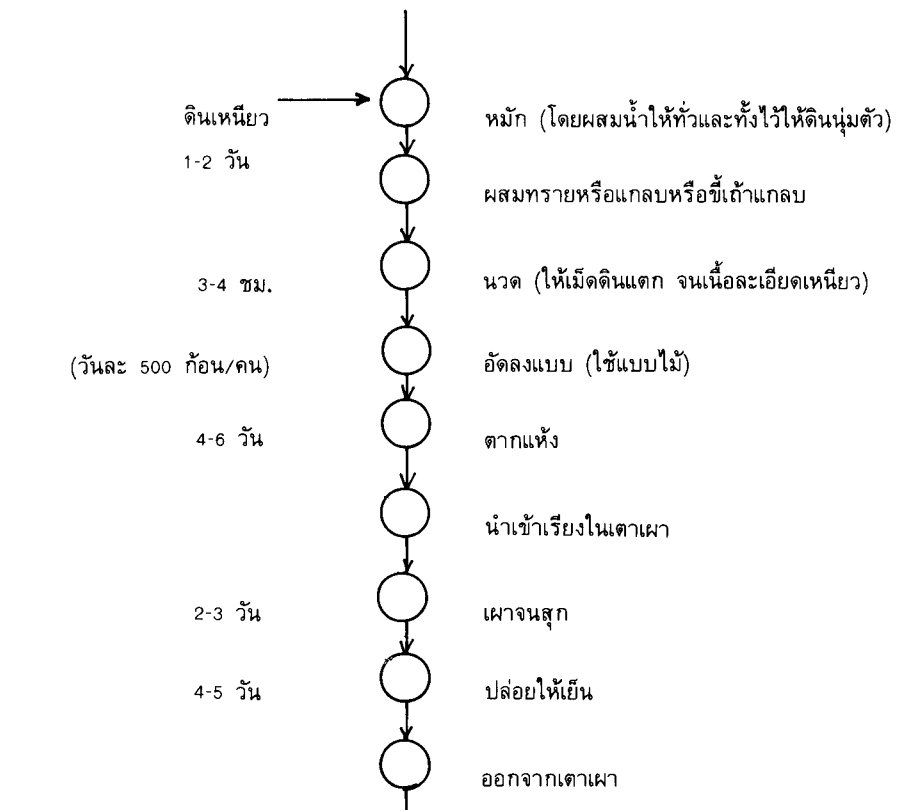 ดินเหนียว
หมัก (โดยผสมน้ำให้ทั่วและทิ้งไว้ให้ดินนุ่มตัว)
1-2 วัน
ผสมทรายหรือแกลบหรือขี้เถ้าแกลบ
3-4 ชม.
นวด (ให้เม็ดดินแตก จนเนื้อละเอียดเหนียว)
(วันละ 500 ก้อน/คน)
อัดลงแบบ (ใช้แบบไม้)
4-6 วัน
ตากแห้ง
นำเข้าเรียงในเตาเผา
2-3 วัน
เผาจนสุก
4-5 วัน
ปล่อยให้เย็น
ออกจากเตาเผา